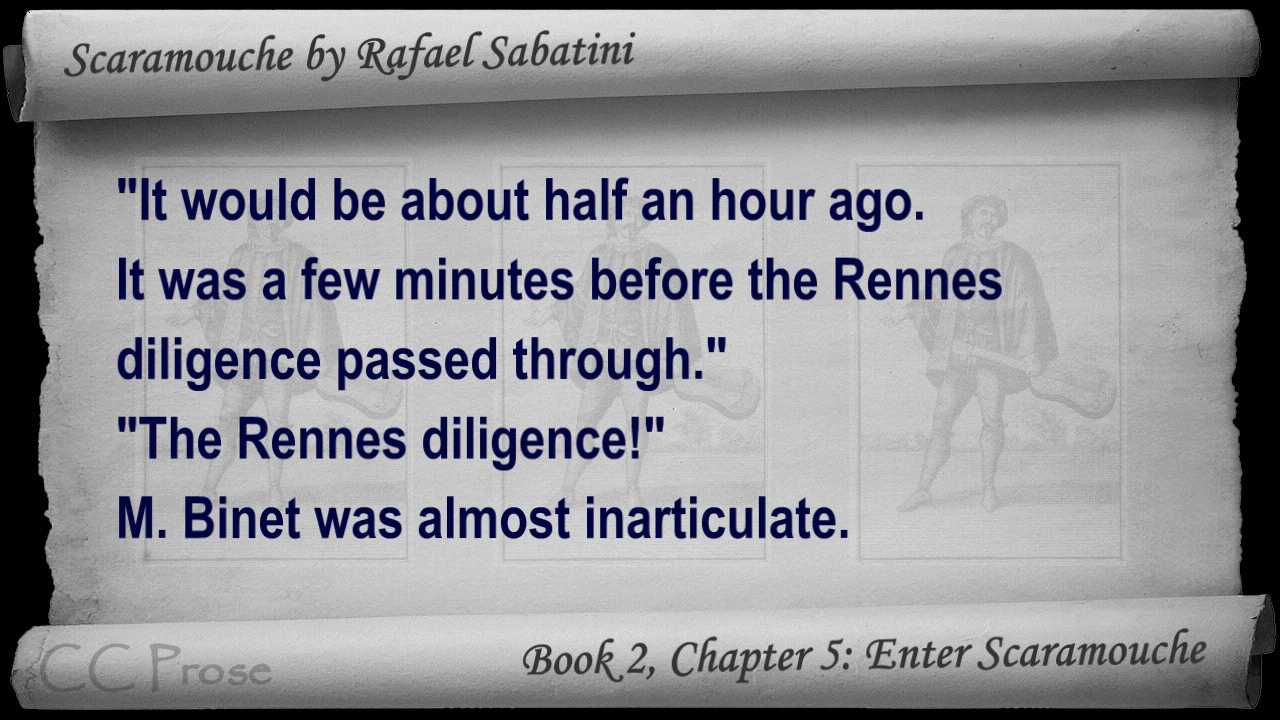 Scaramouche by Rafael Sabatini
"It would be about half an hour ago.
It was a few minutes before the Rennes
diligence passed through."
"The Rennes diligence!"
M. Binet was almost inarticulate.
CC Prose
Book 2, Chapter 5: Enter Scaramouche